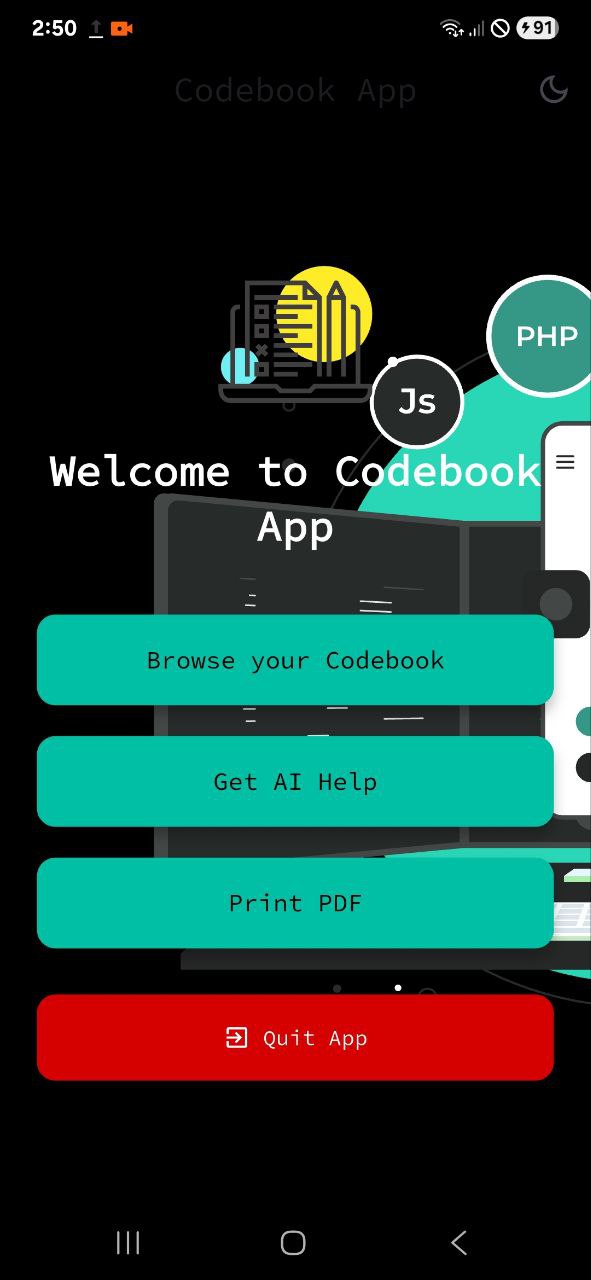 2:50
91
Codebook App
PHP
Js
Welcome to Codebook
App
Browse your Codebook
Get AI Help
Print PDF
Quit App